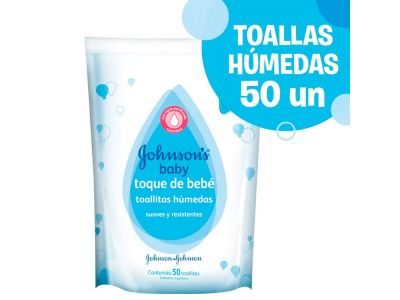 TOALLAS
HÚMEDAS
50 un
Johnson's
baby
toque de bebé
toallitas húmedas
suaves y resistentes
Johnson & Johnson
Contenido 50 toallitas